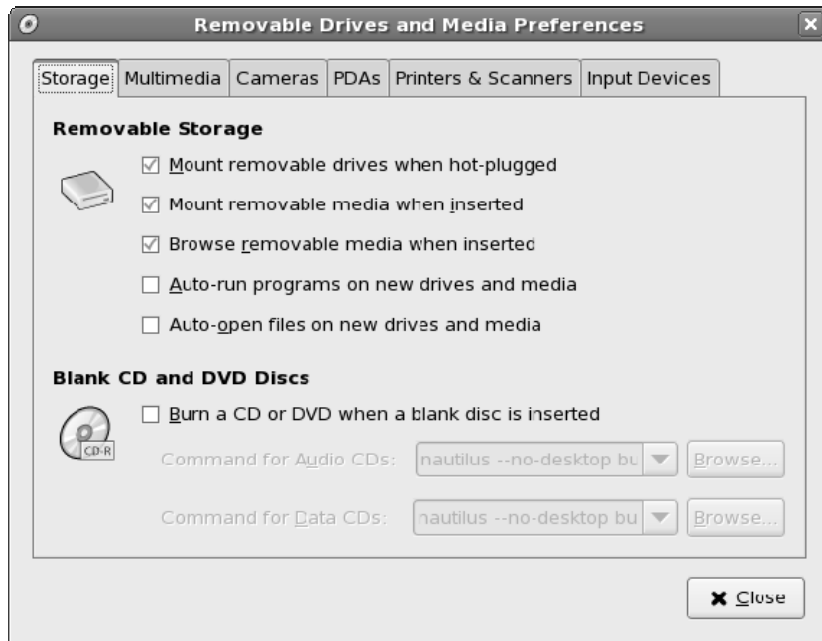 Removable Drives and Media Preferences
Storage Multimedia Cameras PDAs Printers & Scanners Input Devices
Removable Storage
Mount removable drives when hot-plugged
Mount removable media when inserted
Browse removable media when inserted
Auto-run programs on new drives and media
Auto-open files on new drives and media
Blank CD and DVD Discs
Burn a CD or DVD when a blank disc is inserted
CD-R
Command for Audio CDs: nautilus --no-desktop bu Browse...
Command for Data CDs: nautilus --no-desktop bu Browse...
Close